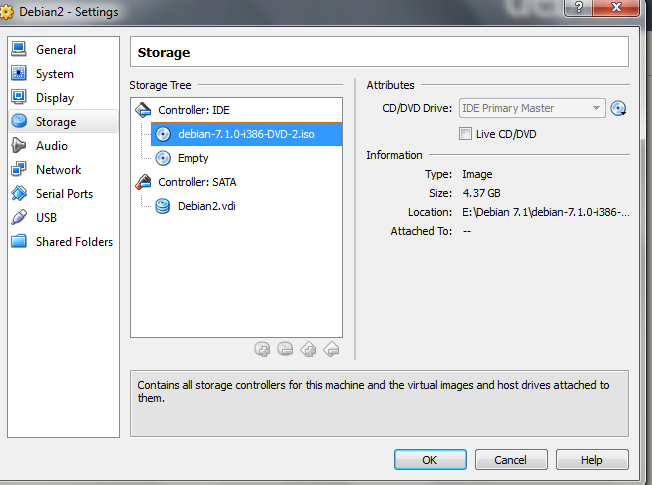 Debian2 - Settings
?
General
System
Display
Storage
Audio
Network
Serial Ports
USB
Shared Folders
Storage
Storage Tree
Controller: IDE
debian-7.1.0-i386-DVD-2.iso
Empty
Controller: SATA
Debian2.vdi
Attributes
CD/DVD Drive: IDE Primary Master
Live CD/DVD
Information
Type: Image
Size: 4.37 GB
Location: E:\Debian 7.1\debian-7.1.0-i386-...
Attached To: --
Contains all storage controllers for this machine and the virtual images and host drives attached to
them.
OK Cancel Help